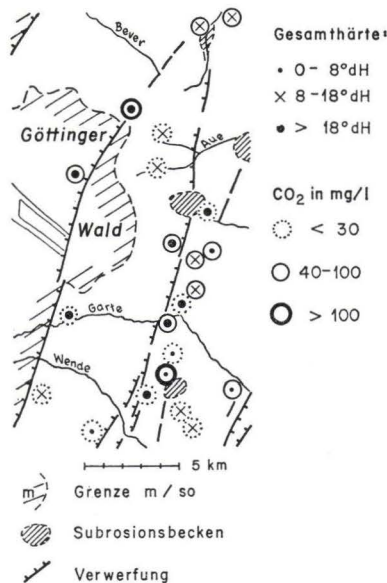 Bever
Göttinger
Wald
Aue
Garte
Wende
5 km
m
Grenze m/so
Subrosionsbecken
Verwerfung
Gesamthärte:
0 - 8°dH
8-18°dH
> 18°dH
CO₂ in mg/l
< 30
40-100
> 100